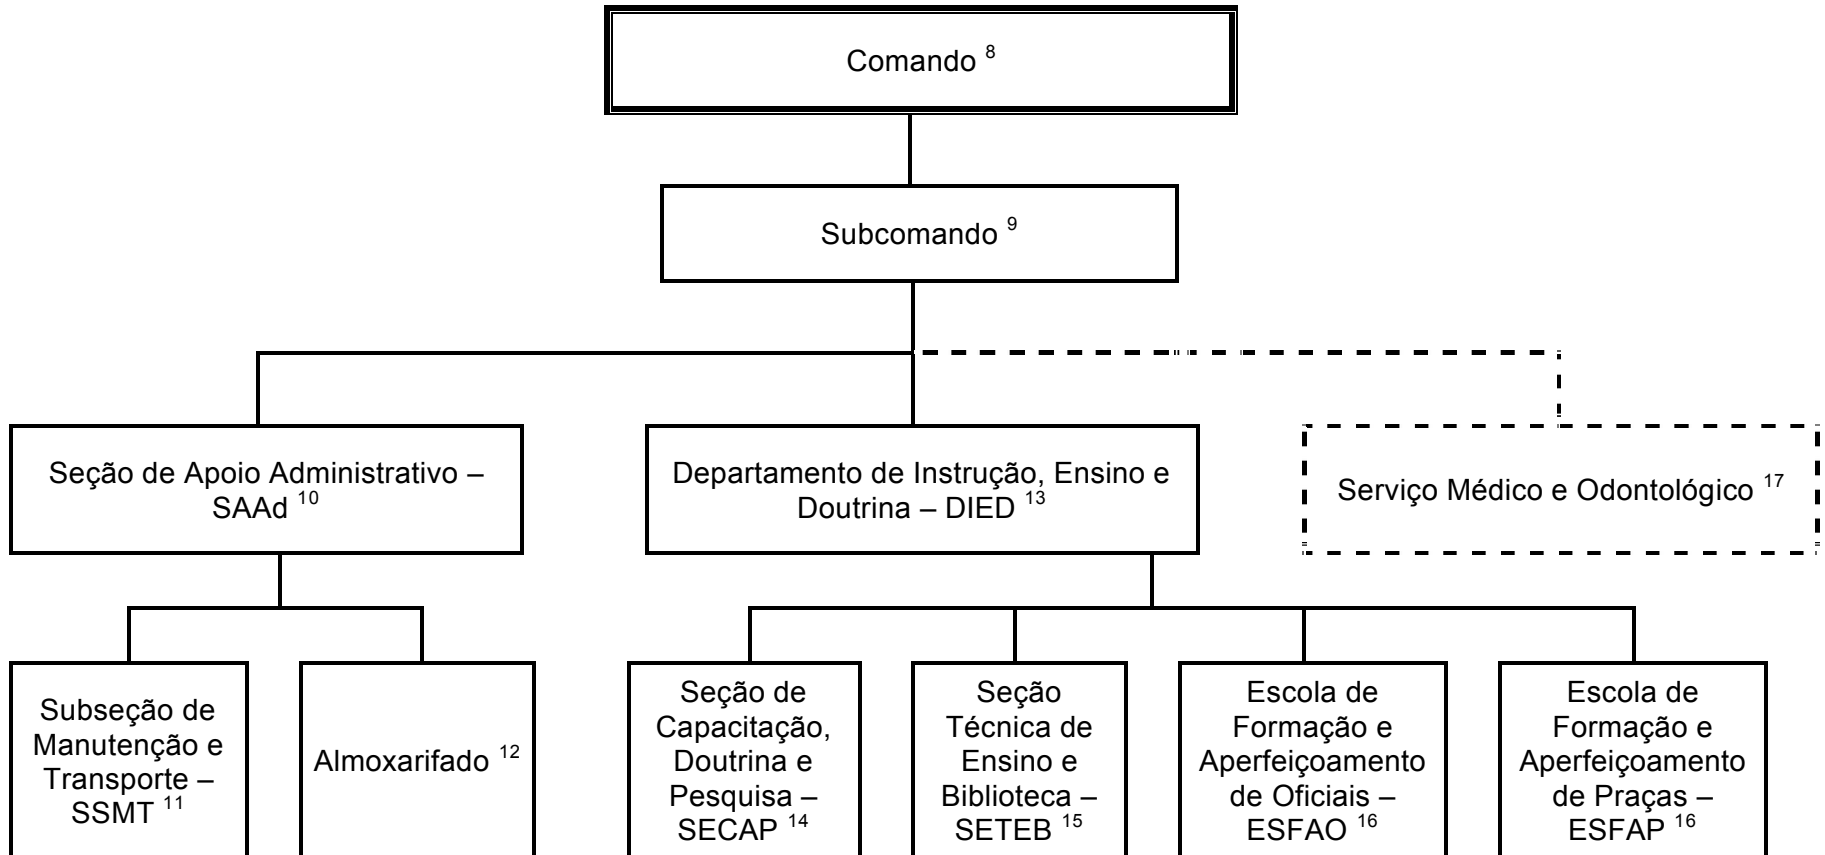 Comando 8
Subcomando 9
Seção de Apoio Administrativo –
SAAd 10
Departamento de Instrução, Ensino e
Doutrina – DIED 13
Serviço Médico e Odontológico 17
Subseção de
Manutenção e
Transporte –
SSMT 11
Almoxarifado 12
Seção de
Capacitação,
Doutrina e
Pesquisa –
SECAP 14
Seção
Técnica de
Ensino e
Biblioteca –
SETEB 15
Escola de
Formação e
Aperfeiçoamento
de Oficiais –
ESFAO 16
Escola de
Formação e
Aperfeiçoamento
de Praças –
ESFAP 16